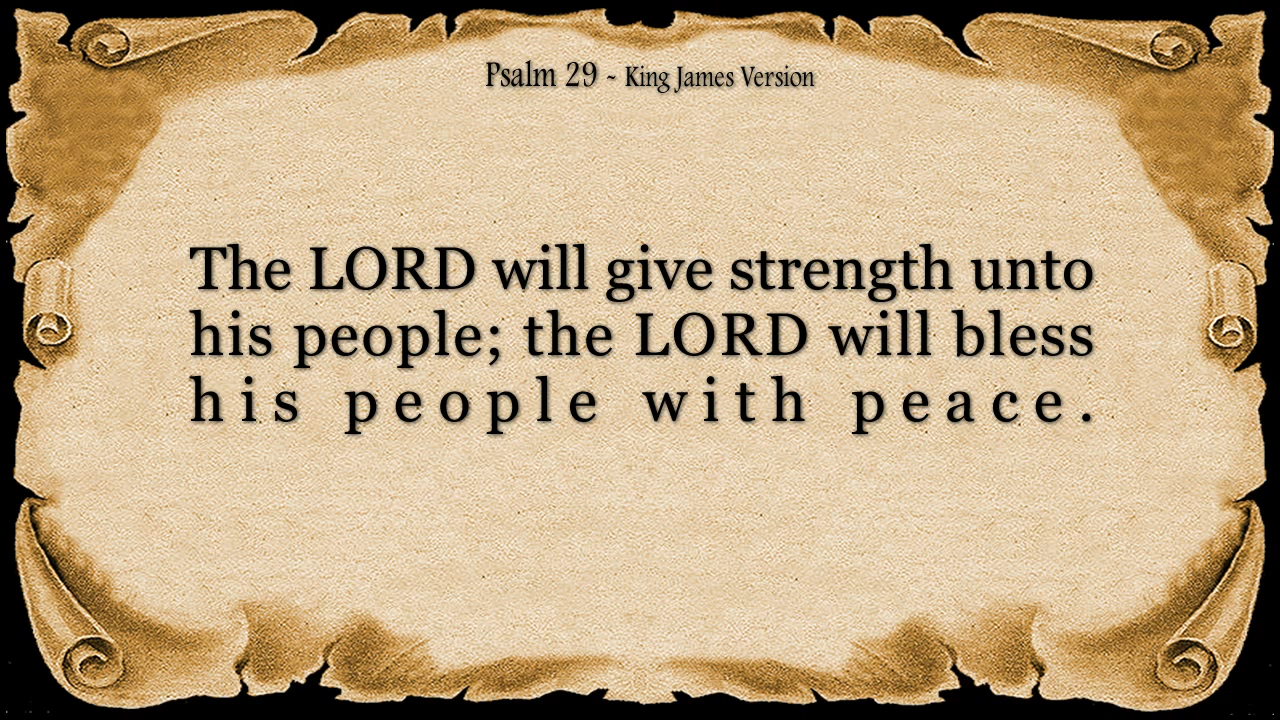 Psalm 29 - King James Version
The LORD will give strength unto
his people; the LORD will bless
his people with peace.